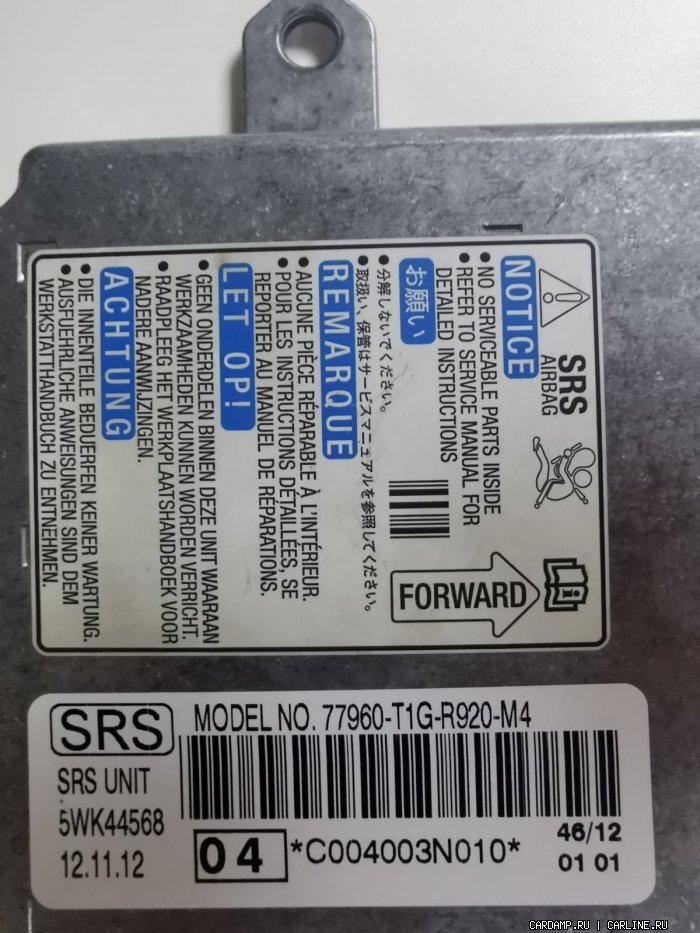 SRS
AIRBAG
NOTICE
● NO SERVICEABLE PARTS INSIDE
● REFER TO SERVICE MANUAL FOR
DETAILED INSTRUCTIONS
お願い
● 分解しないでください。
● 取扱い、保管はサービスマニュアルを参照してください。
REMARQUE
● AUCUNE PIÈCE RÉPARABLE À L'INTÉRIEUR.
● POUR LES INSTRUCTIONS DÉTAILLÉES, SE
REPORTER AU MANUEL DE RÉPARATIONS.
LET OP!
● GEEN ONDERDELEN BINNEN DEZE UNIT WAARAAN
WERKZAAMHEDEN KUNNEN WORDEN VERRICHT.
● RAADPLEEG HET WERKPLAATSHANDBOEK VOOR
NADERE AANWIJZINGEN.
ACHTUNG
● DIE INNENTEILE BEDUERFEN KEINER WARTUNG.
● AUSFUEHRLICHE ANWEISUNGEN SIND DEM
WERKSTATTHANDBUCH ZU ENTNEHMEN.
FORWARD
SRS
MODEL NO. 77960-T1G-R920-M4
SRS UNIT
5WK44568
12.11.12
04
*C004003N010*
46/12
01 01
CARDAMP.RU | CARLINE.RU